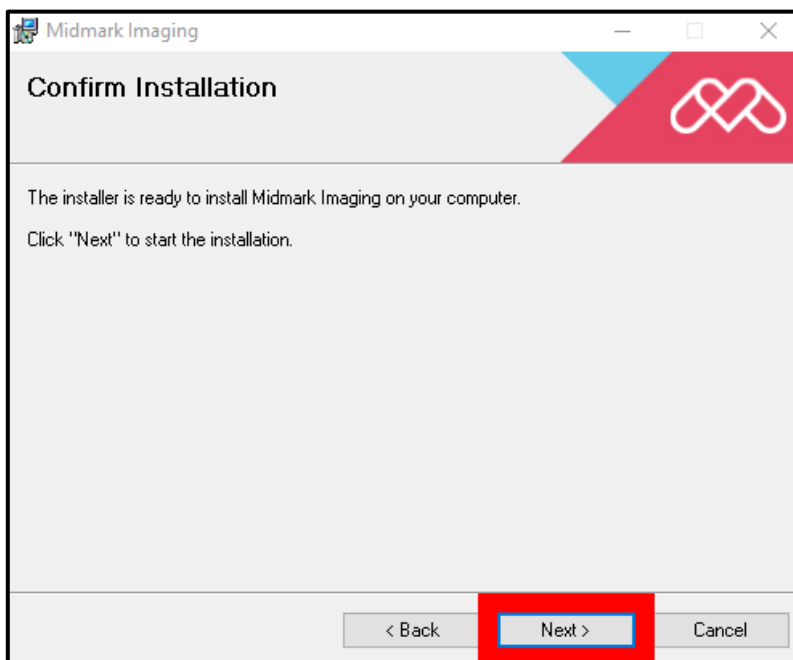 Midmark Imaging
Confirm Installation
The installer is ready to install Midmark Imaging on your computer.
Click "Next" to start the installation.
< Back Next > Cancel